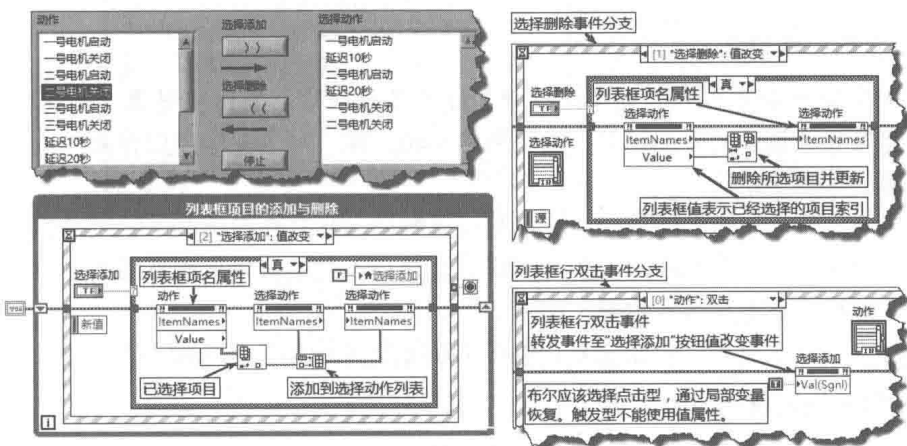 动作
一号电机启动
一号电机关闭
二号电机启动
二号电机关闭
三号电机启动
三号电机关闭
延迟10秒
延迟20秒
选择添加
选择删除
停止
选择动作
一号电机启动
延迟10秒
二号电机启动
延迟20秒
一号电机关闭
二号电机关闭
列表框项目的添加与删除
[2] "选择添加": 值改变
选择添加
TF
新值
真
列表框项名属性
F
选择添加
动作
选择动作
选择动作
ItemNames
ItemNames
ItemNames
Value
已选择项目
添加到选择动作列表
i
选择删除事件分支
[1] "选择删除": 值改变
选择删除
TF
选择动作
源
真
列表框项名属性
选择动作
选择动作
ItemNames
ItemNames
Value
删除所选项目并更新
列表框值表示已经选择的项目索引
列表框行双击事件分支
[0] "动作": 双击
列表框行双击事件
转发事件至"选择添加"按钮值改变事件
动作
选择添加
T
Val(Sgnl)
布尔应该选择点击型，通过局部变量
恢复。触发型不能使用值属性。